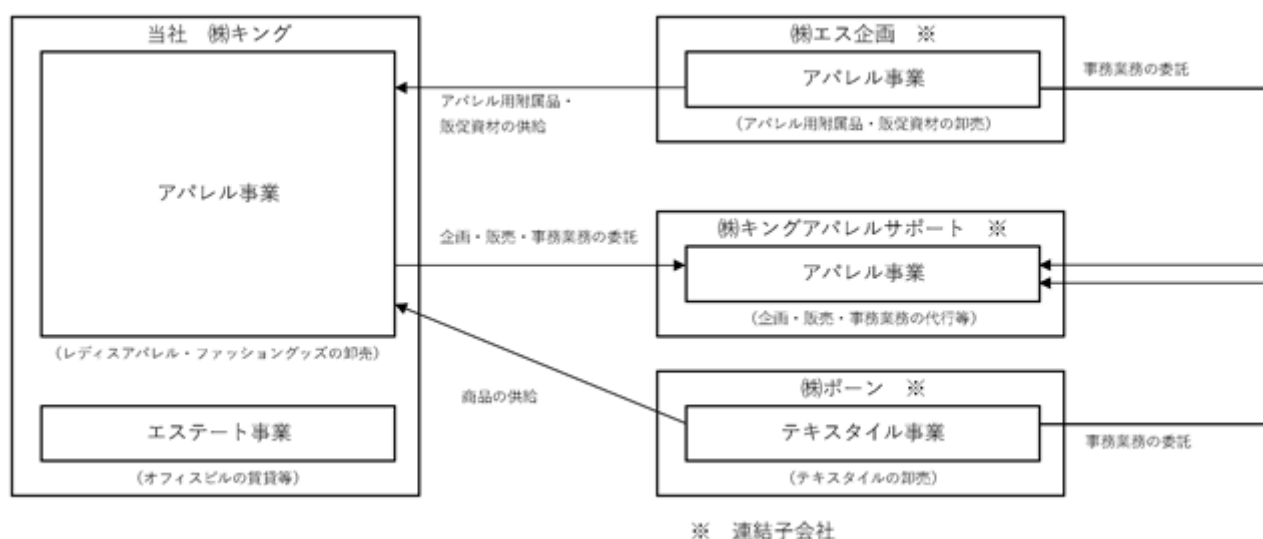 当社　㈱キング
アパレル事業
(レディスアパレル・ファッショングッズの卸売)
エステート事業
(オフィスビルの賃貸等)
アパレル用附属品・
販促資材の供給
企画・販売・事務業務の委託
商品の供給
㈱エス企画　※
アパレル事業
(アパレル用附属品・販促資材の卸売)
事務業務の委託
㈱キングアパレルサポート　※
アパレル事業
(企画・販売・事務業務の代行等)
㈱ポーン　※
テキスタイル事業
(テキスタイルの卸売)
事務業務の委託
※　連結子会社